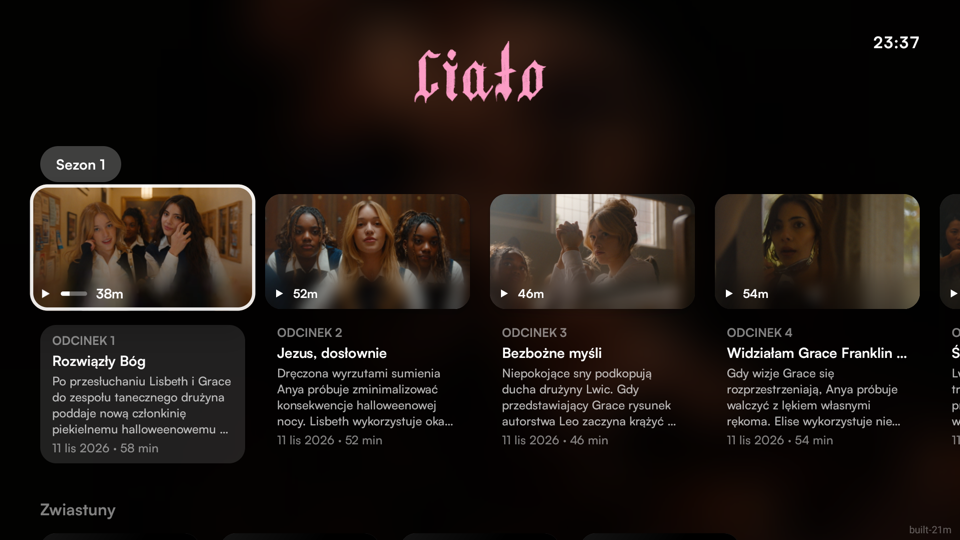 23:37
Ciało
Sezon 1
38m
52m
46m
54m
ODCINEK 1
Rozwiązły Bóg
Po przesłuchaniu Lisbeth i Grace
do zespołu tanecznego drużyna
poddaje nową członkinię
piekielnemu halloweenowemu ...
11 lis 2026 · 58 min
ODCINEK 2
Jezus, dosłownie
Dręczona wyrzutami sumienia
Anya próbuje zminimalizować
konsekwencje halloweenowej
nocy. Lisbeth wykorzystuje oka...
11 lis 2026 · 52 min
ODCINEK 3
Bezbożne myśli
Niepokojące sny podkopują
ducha drużyny Lwic. Gdy
przedstawiający Grace rysunek
autorstwa Leo zaczyna krążyć ...
11 lis 2026 · 46 min
ODCINEK 4
Widziałam Grace Franklin ...
Gdy wizje Grace się
rozprzestrzeniają, Anya próbuje
walczyć z lękiem własnymi
rękoma. Elise wykorzystuje nie...
11 lis 2026 · 54 min
Zwiastuny
built-21m